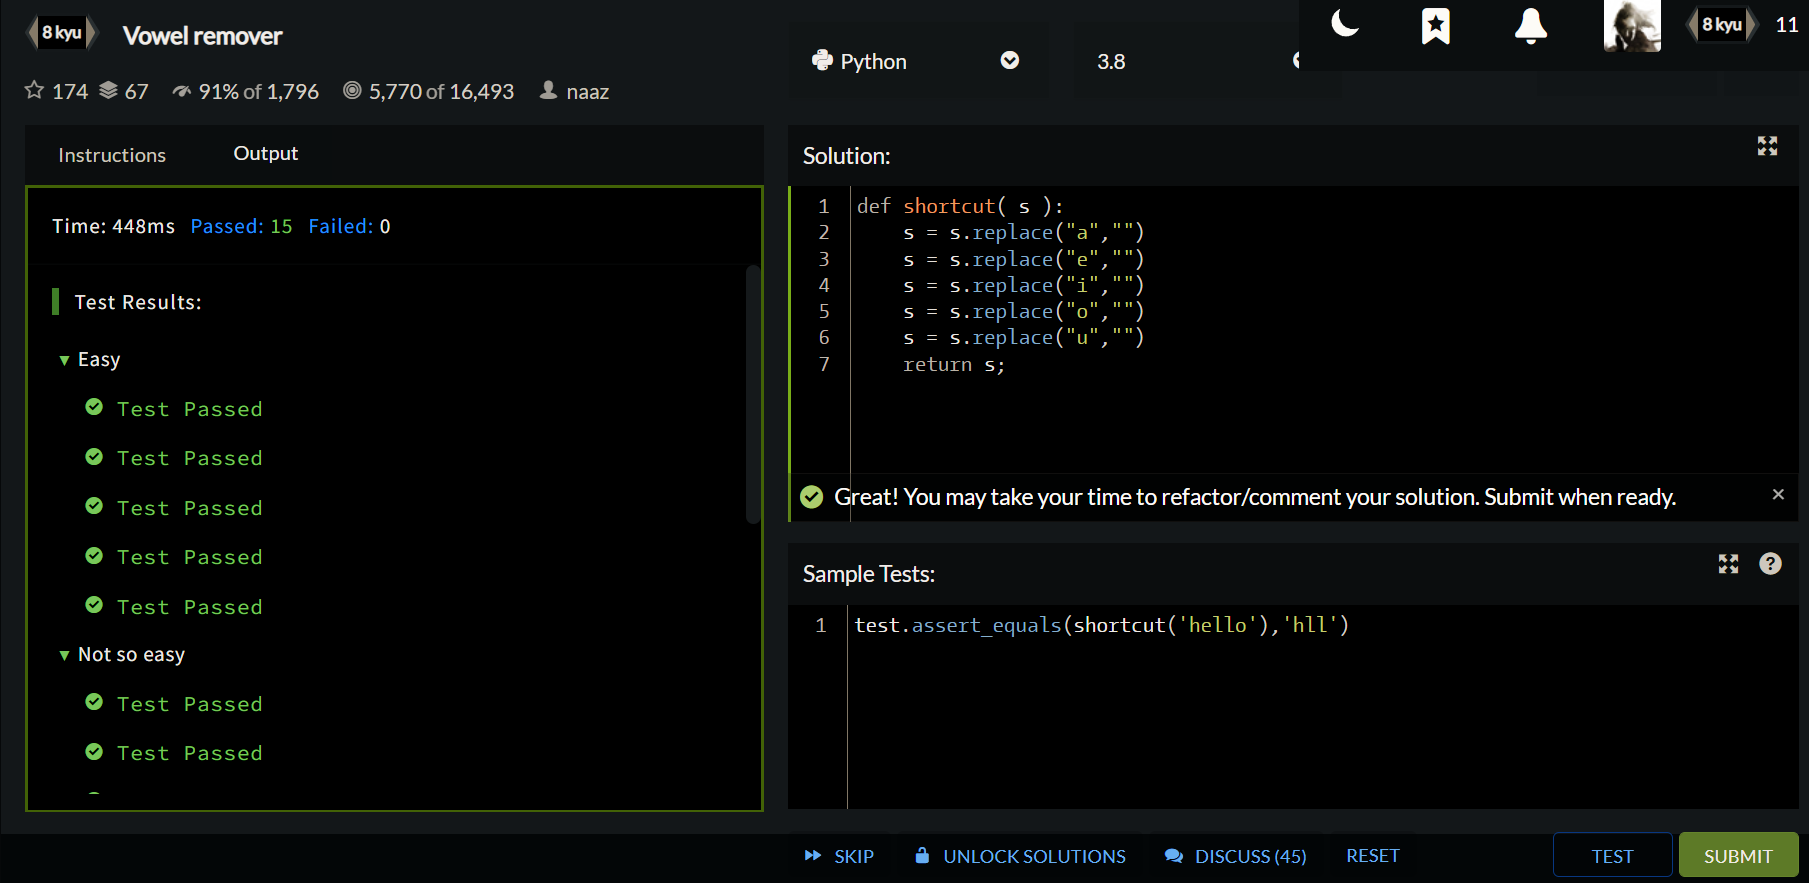 8 kyu Vowel remover
174 67 91% of 1,796 5,770 of 16,493 naaz
Python 3.8
8 kyu 11
Instructions Output
Time: 448ms Passed: 15 Failed: 0
Test Results:
Easy
Test Passed
Test Passed
Test Passed
Test Passed
Test Passed
Not so easy
Test Passed
Test Passed
Solution:
1 def shortcut( s ):
2 s = s.replace("a","")
3 s = s.replace("e","")
4 s = s.replace("i","")
5 s = s.replace("o","")
6 s = s.replace("u","")
7 return s;
Great! You may take your time to refactor/comment your solution. Submit when ready. ×
Sample Tests: ?
1 test.assert_equals(shortcut('hello'),'hll')
SKIP UNLOCK SOLUTIONS DISCUSS (45) RESET TEST SUBMIT